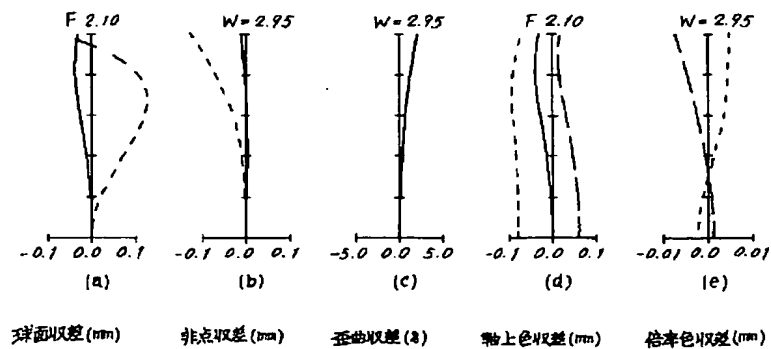 F 2.10 W = 2.95 W = 2.95 F 2.10 W = 2.95
-0.1 0.0 0.1 -0.1 0.0 0.1 -5.0 0.0 5.0 -0.1 0.0 0.1 -0.01 0.0 0.01
(a) (b) (c) (d) (e)
球面収差(mm) 非点収差(mm) 歪曲収差(%) 軸上色収差(mm) 倍率色収差(mm)